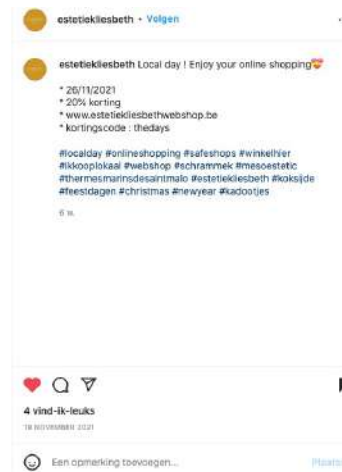 estetiekliesbeth • Volgen
estetiekliesbeth Local day ! Enjoy your online shopping💝
* 26/11/2021
* 20% korting
* www.estetiekliesbethwebshop.be
* kortingscode : thedays
#localday #onlineshopping #safeshops #winkelhier
#ikkooplokaal #webshop #schrammek #mesoestetic
#thermesmarinsdesaintmalo #estetiekliesbeth #koksijde
#feestdagen #christmas #newyear #kadootjes
6 w.
4 vind-ik-leuks
18 NOVEMBER 2021
Een opmerking toevoegen...
Plaats